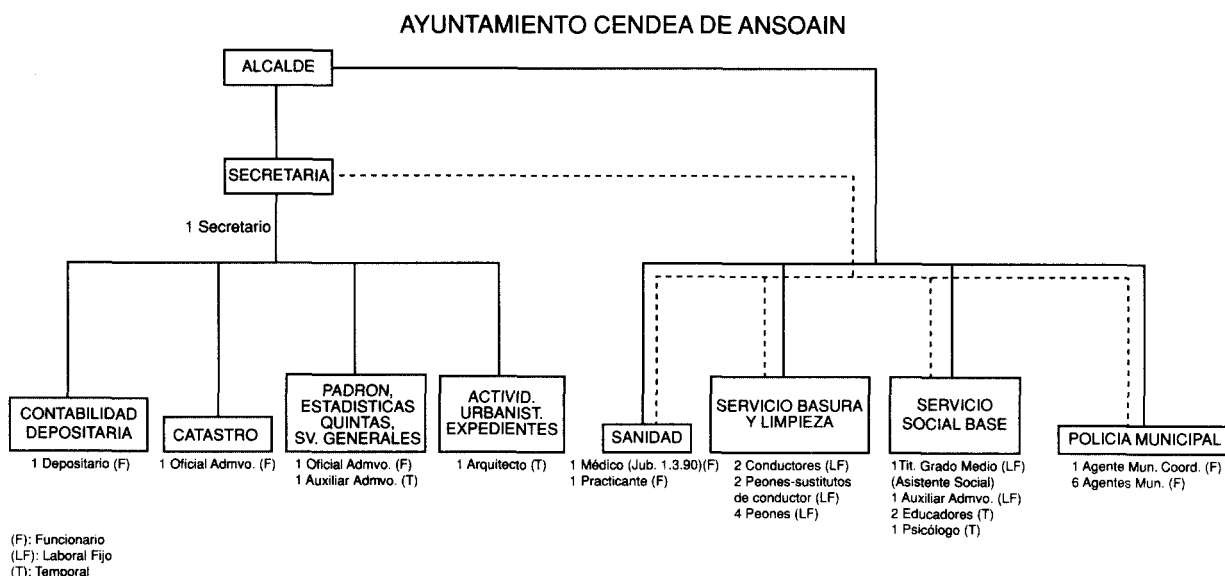 AYUNTAMIENTO CENDEA DE ANSOAIN
ALCALDE
SECRETARIA
1 Secretario
CONTABILIDAD
DEPOSITARIA
1 Depositario (F)
CATASTRO
1 Oficial Admvo. (F)
PADRON,
ESTADISTICAS
QUINTAS,
SV. GENERALES
1 Oficial Admvo. (F)
1 Auxiliar Admvo. (T)
ACTIVID.
URBANIST.
EXPEDIENTES
1 Arquitecto (T)
SANIDAD
1 Médico (Jub. 1.3.90)(F)
1 Practicante (F)
SERVICIO BASURA
Y LIMPIEZA
2 Conductores (LF)
2 Peones-sustitutos
de conductor (LF)
4 Peones (LF)
SERVICIO
SOCIAL BASE
1Tit. Grado Medio (LF)
(Asistente Social)
1 Auxiliar Admvo. (LF)
2 Educadores (T)
1 Psicólogo (T)
POLICIA MUNICIPAL
1 Agente Mun. Coord. (F)
6 Agentes Mun. (F)
(F): Funcionario
(LF): Laboral Fijo
(T): Temporal